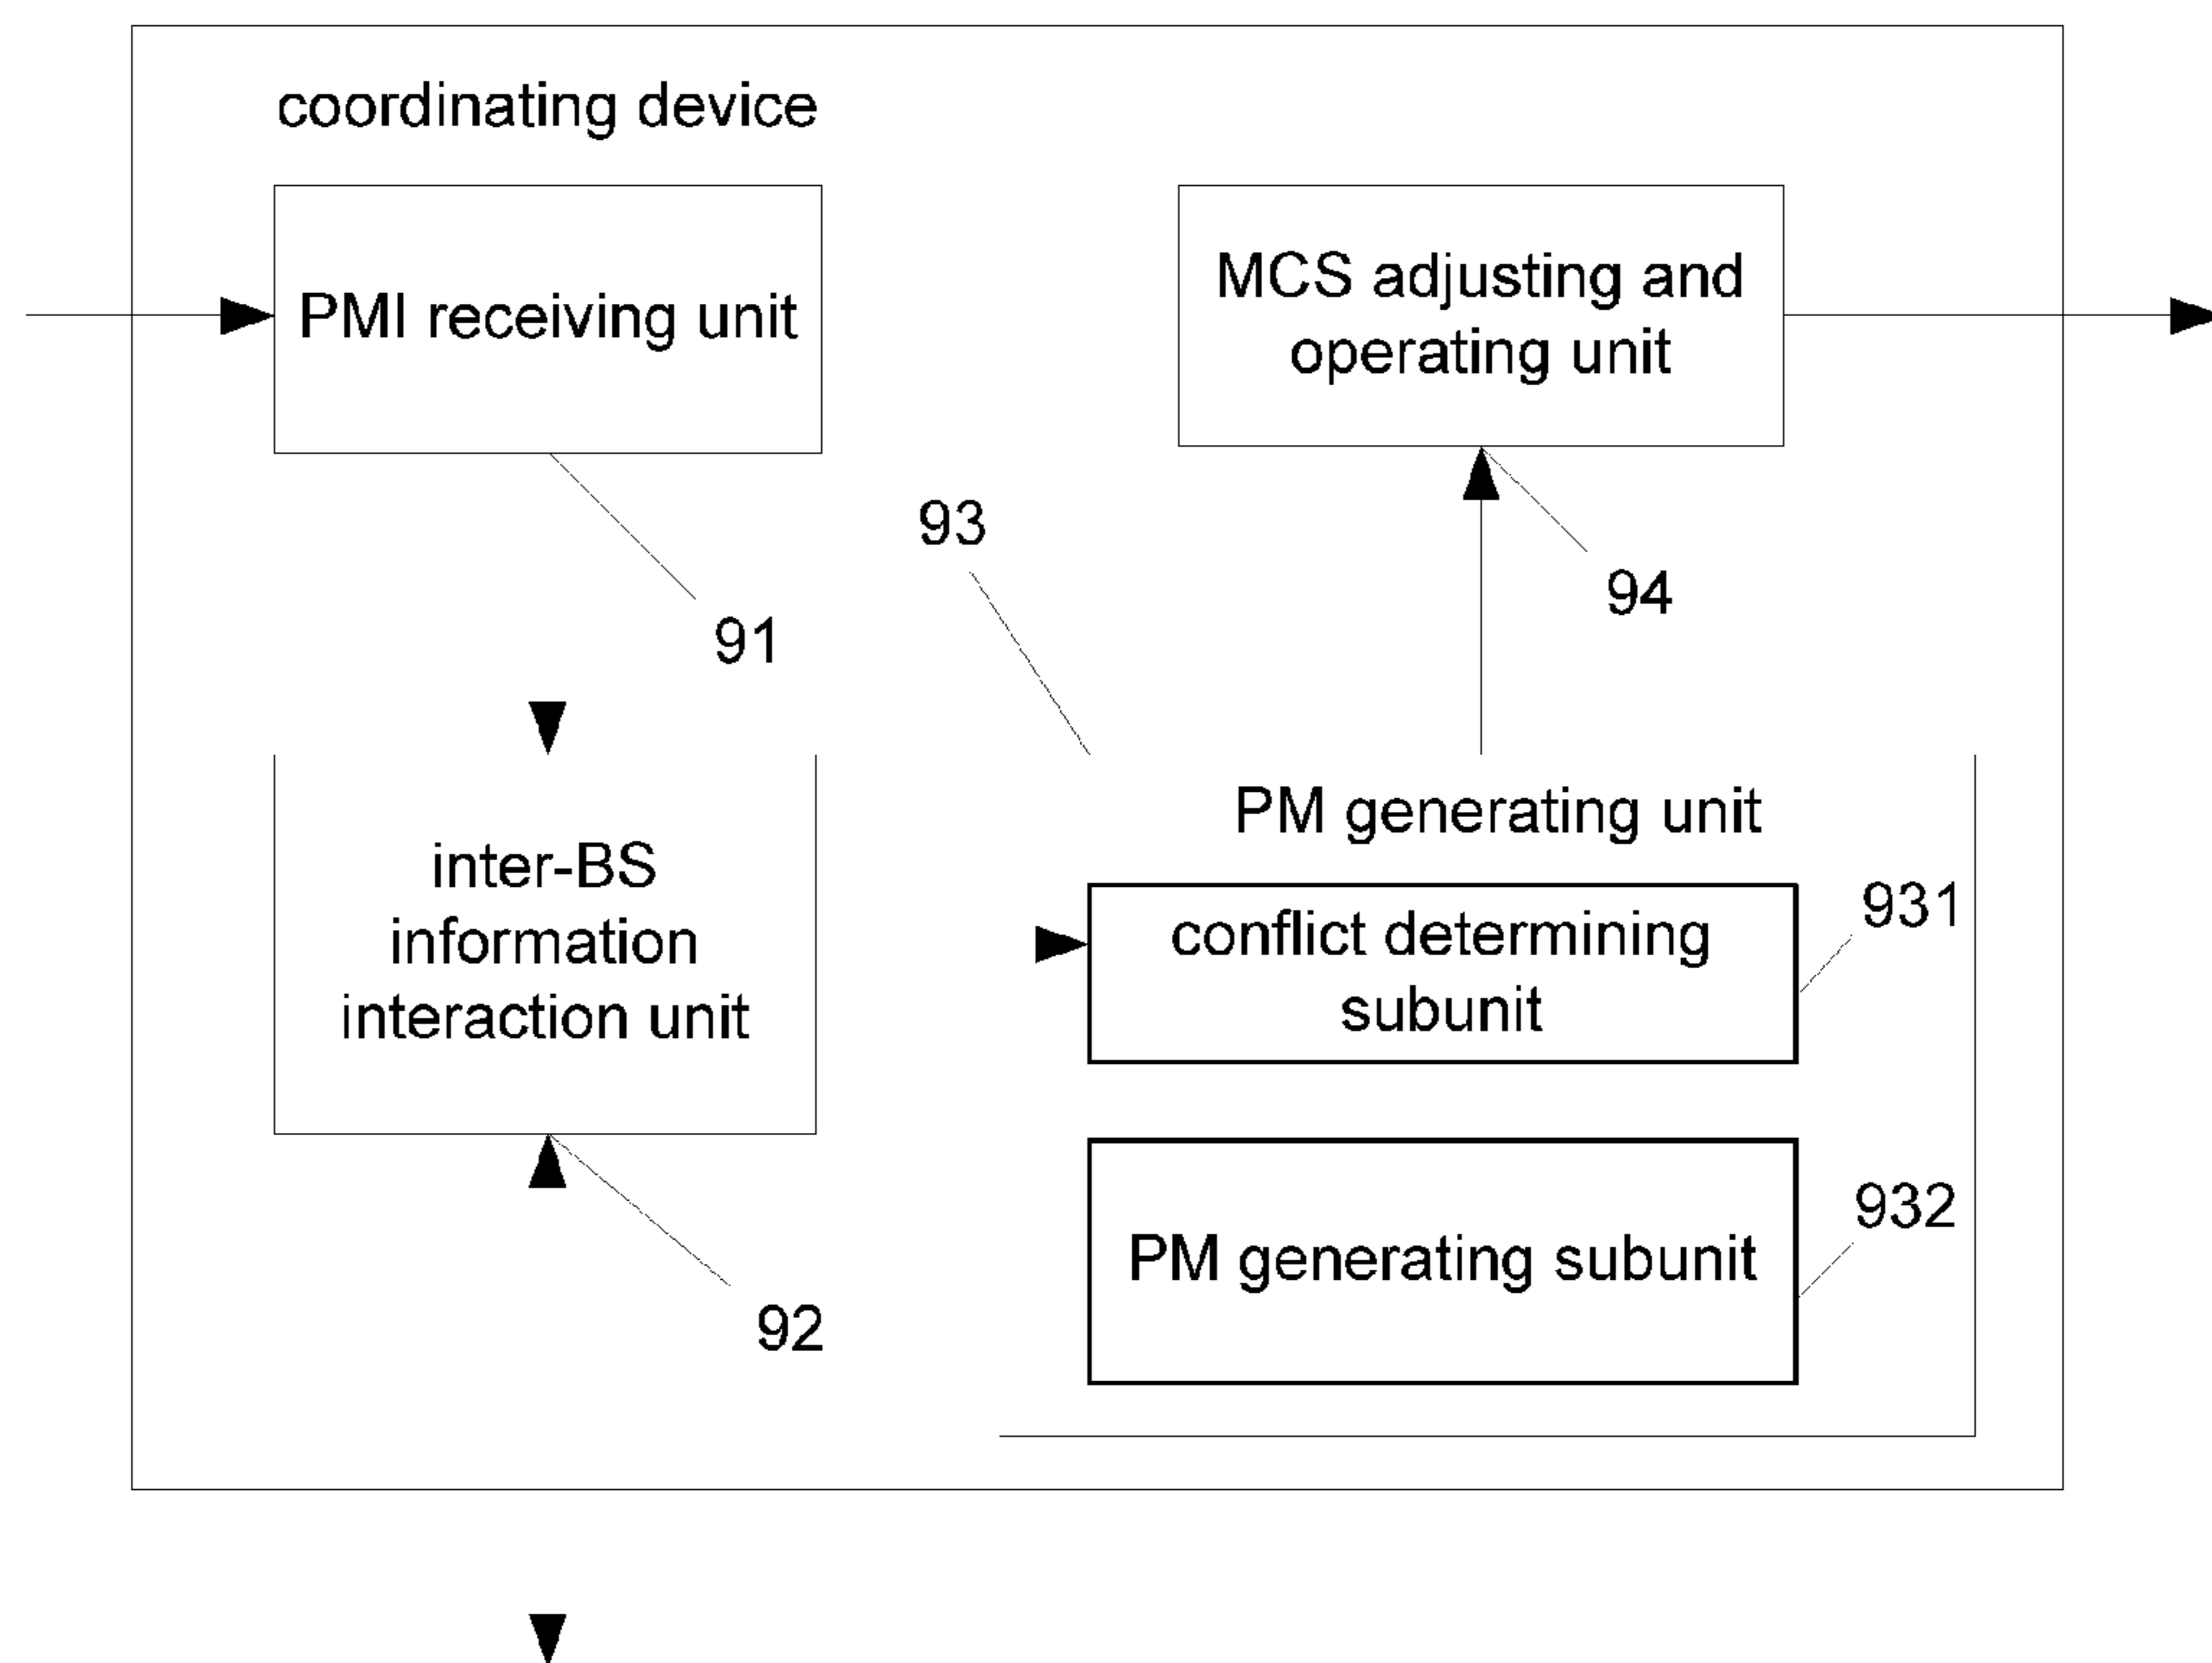 coordinating device
PMI receiving unit
MCS adjusting and
operating unit
93
94
91
PM generating unit
inter-BS
information
interaction unit
conflict determining
subunit
931
PM generating subunit
932
92